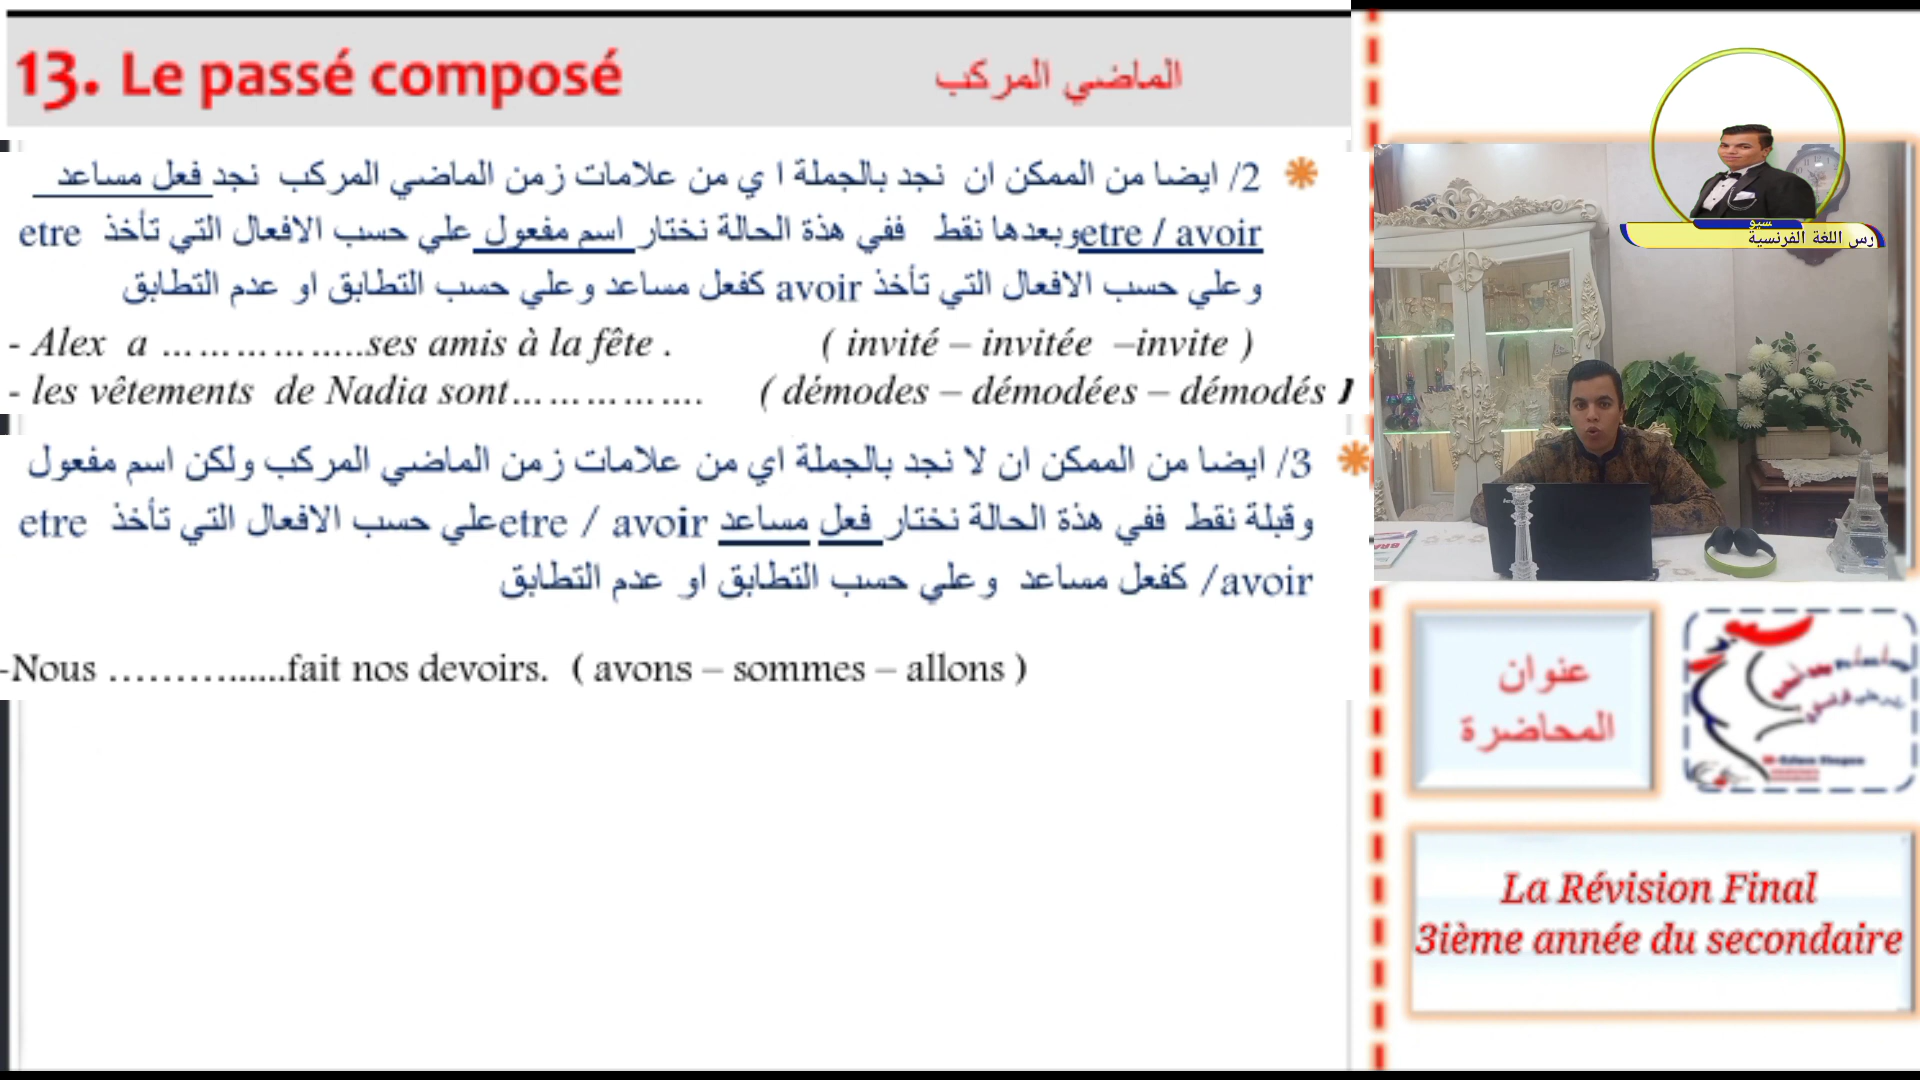 13. Le passé composé
الماضي المركب
2/ ايضا من الممكن ان نجد بالجملة ا ي من علامات زمن الماضي المركب نجد فعل مساعد
etre / avoir وبعدها نقط ففي هذة الحالة نختار اسم مفعول علي حسب الافعال التي تأخذ etre
وعلي حسب الافعال التي تأخذ avoir كفعل مساعد وعلي حسب التطابق او عدم التطابق
- Alex a ………………..ses amis à la fête . ( invité – invitée –invite )
- les vêtements de Nadia sont……………. ( démodes – démodées – démodés
3/ ايضا من الممكن ان لا نجد بالجملة اي من علامات زمن الماضي المركب ولكن اسم مفعول
وقبلة نقط ففي هذة الحالة نختار فعل مساعد etre / avoir علي حسب الافعال التي تأخذ etre
/avoir كفعل مساعد وعلي حسب التطابق او عدم التطابق
-Nous ………......fait nos devoirs. ( avons – sommes – allons )
سيو
رس اللغة الفرنسية
عنوان
المحاضرة
La Révision Final
3ième année du secondaire